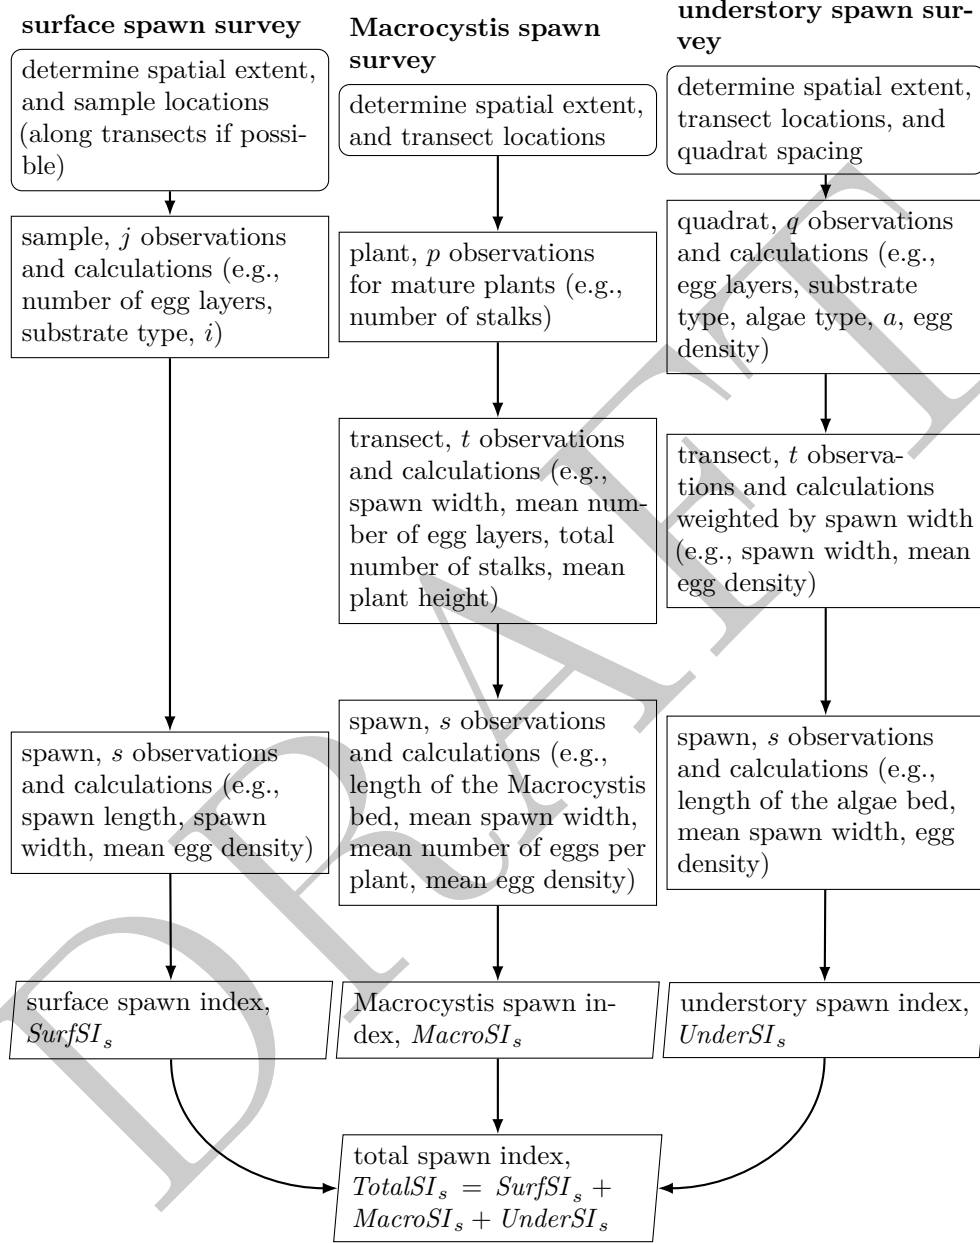 surface spawn survey
determine spatial extent,
and sample locations
(along transects if possi-
ble)
sample, j observations
and calculations (e.g.,
number of egg layers,
substrate type, i)
spawn, s observations
and calculations (e.g.,
spawn length, spawn
width, mean egg density)
surface spawn index,
SurfSI_s
Macrocystis spawn
survey
determine spatial extent,
and transect locations
plant, p observations
for mature plants (e.g.,
number of stalks)
transect, t observations
and calculations (e.g.,
spawn width, mean num-
ber of egg layers, total
number of stalks, mean
plant height)
spawn, s observations
and calculations (e.g.,
length of the Macrocystis
bed, mean spawn width,
mean number of eggs per
plant, mean egg density)
Macrocystis spawn in-
dex, MacroSI_s
understory spawn sur-
vey
determine spatial extent,
transect locations, and
quadrat spacing
quadrat, q observations
and calculations (e.g.,
egg layers, substrate
type, algae type, a, egg
density)
transect, t observa-
tions and calculations
weighted by spawn width
(e.g., spawn width, mean
egg density)
spawn, s observations
and calculations (e.g.,
length of the algae bed,
mean spawn width, egg
density)
understory spawn index,
UnderSI_s
total spawn index,
TotalSI_s = SurfSI_s +
MacroSI_s + UnderSI_s
DRAFT